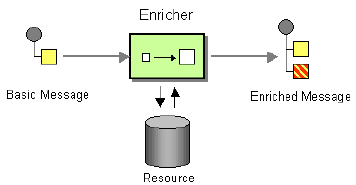 Enricher
Basic Message
Enriched Message
Resource